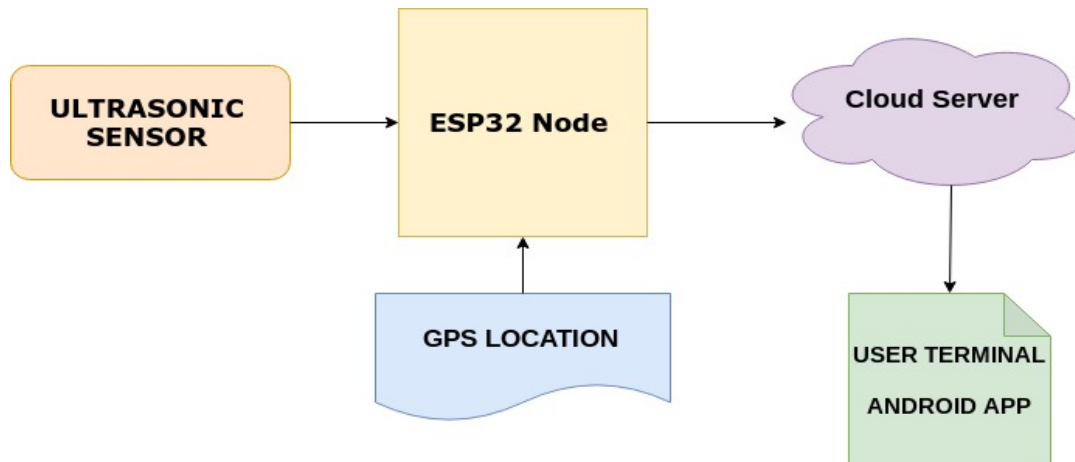 ULTRASONIC
SENSOR
ESP32 Node
Cloud Server
GPS LOCATION
USER TERMINAL
ANDROID APP